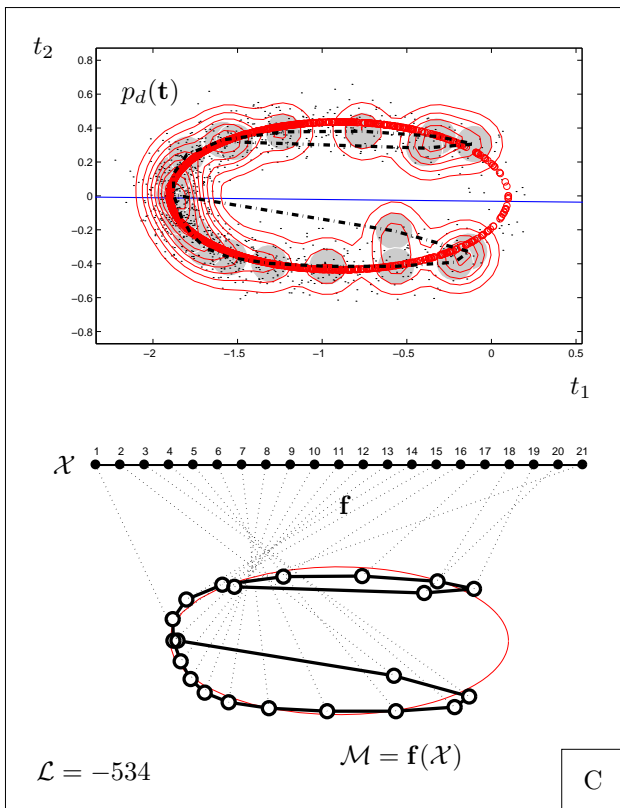 t₂
p_d(𝐭)
0.8
0.6
0.4
0.2
0
−0.2
−0.4
−0.6
−0.8
−2 −1.5 −1 −0.5 0 0.5
t₁
1 2 3 4 5 6 7 8 9 10 11 12 13 14 15 16 17 18 19 20 21
𝒳
𝐟
ℳ = 𝐟(𝒳)
ℒ = −534
C